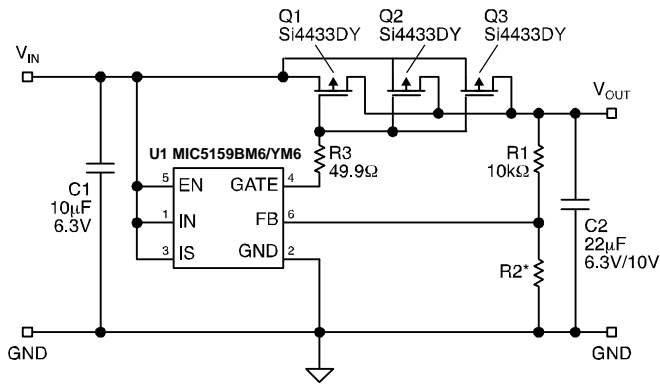 Q1
Si4433DY
Q2
Si4433DY
Q3
Si4433DY
VIN
VOUT
U1 MIC5159BM6/YM6
R3
49.9Ω
R1
10kΩ
C1
10µF
6.3V
5 EN GATE 4
1 IN FB 6
3 IS GND 2
C2
22µF
6.3V/10V
R2*
GND
GND